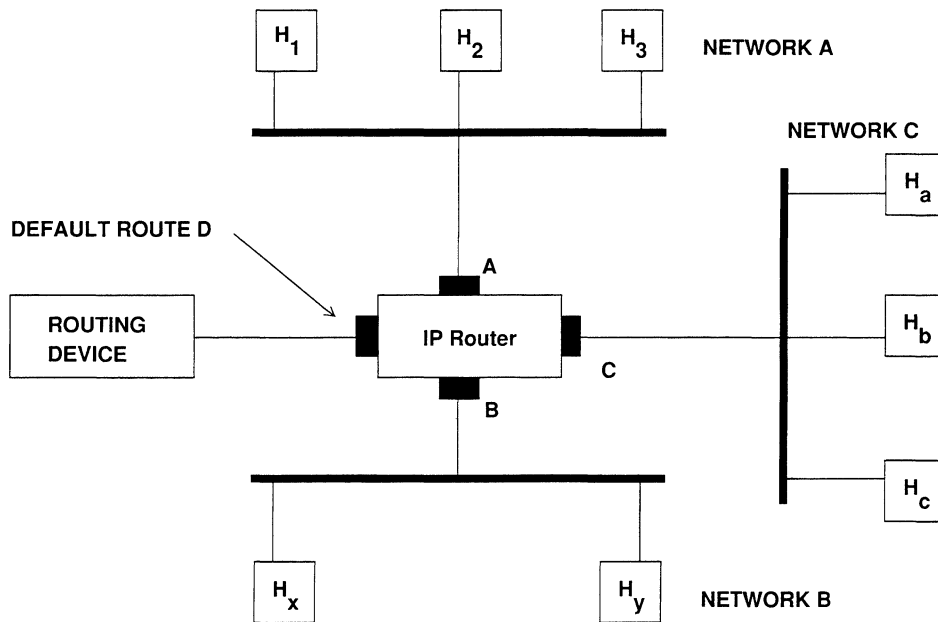 H1
H2
H3
NETWORK A
NETWORK C
Ha
DEFAULT ROUTE D
A
ROUTING
DEVICE
IP Router
Hb
C
B
Hc
Hx
Hy
NETWORK B